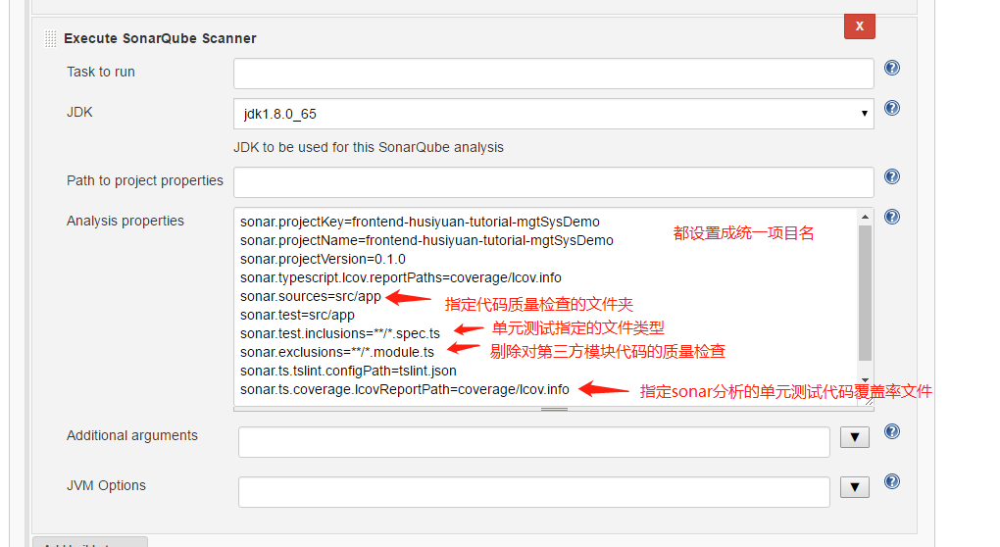 Execute SonarQube Scanner
X
Task to run
JDK
jdk1.8.0_65
JDK to be used for this SonarQube analysis
Path to project properties
Analysis properties
sonar.projectKey=frontend-husiyuan-tutorial-mgtSysDemo
都设置成统一项目名
sonar.projectName=frontend-husiyuan-tutorial-mgtSysDemo
sonar.projectVersion=0.1.0
sonar.typescript.lcov.reportPaths=coverage/lcov.info
sonar.sources=src/app
指定代码质量检查的文件夹
sonar.test=src/app
sonar.test.inclusions=**/*.spec.ts
单元测试指定的文件类型
sonar.exclusions=**/*.module.ts
剔除对第三方模块代码的质量检查
sonar.ts.tslint.configPath=tslint.json
sonar.ts.coverage.lcovReportPath=coverage/lcov.info
指定sonar分析的单元测试代码覆盖率文件
Additional arguments
JVM Options